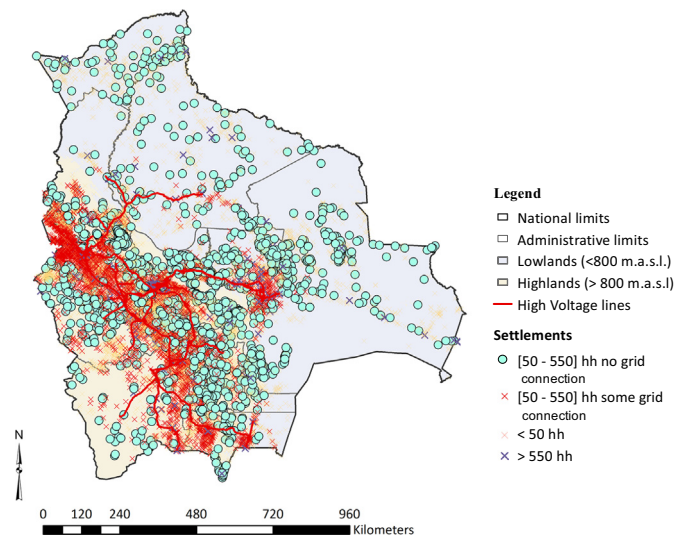 Legend
National limits
Administrative limits
Lowlands (<800 m.a.s.l.)
Highlands (> 800 m.a.s.l)
High Voltage lines
Settlements
[50 - 550] hh no grid
connection
[50 - 550] hh some grid
connection
< 50 hh
> 550 hh
N
0 120 240 480 720 960
Kilometers